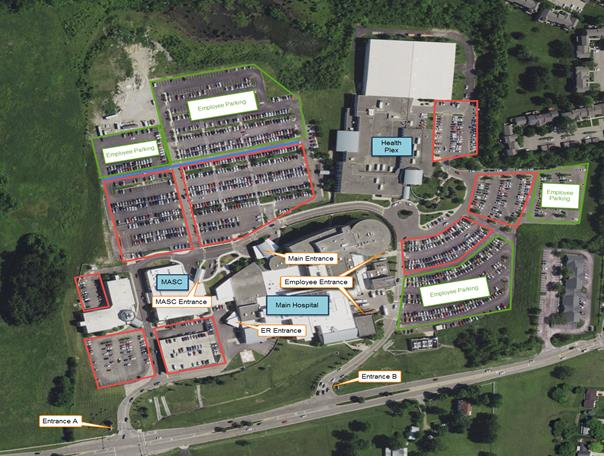 Employee Parking
Employee Parking
Health
Plex
Employee
Parking
Main Entrance
MASC
Employee Entrance
MASC Entrance
Main Hospital
Employee Parking
ER Entrance
Entrance B
Entrance A